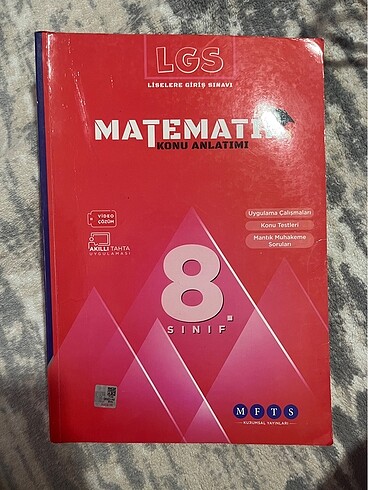 LGS
LİSELERE GİRİŞ SINAVI
MATEMATİK
KONU ANLATIMI
VİDEO
ÇÖZÜM
AKILLI TAHTA
UYGULAMASI
Uygulama Çalışmaları
Konu Testleri
Mantık Muhakeme
Soruları
8.
SINIF
MFTS
KURUMSAL YAYINLARI